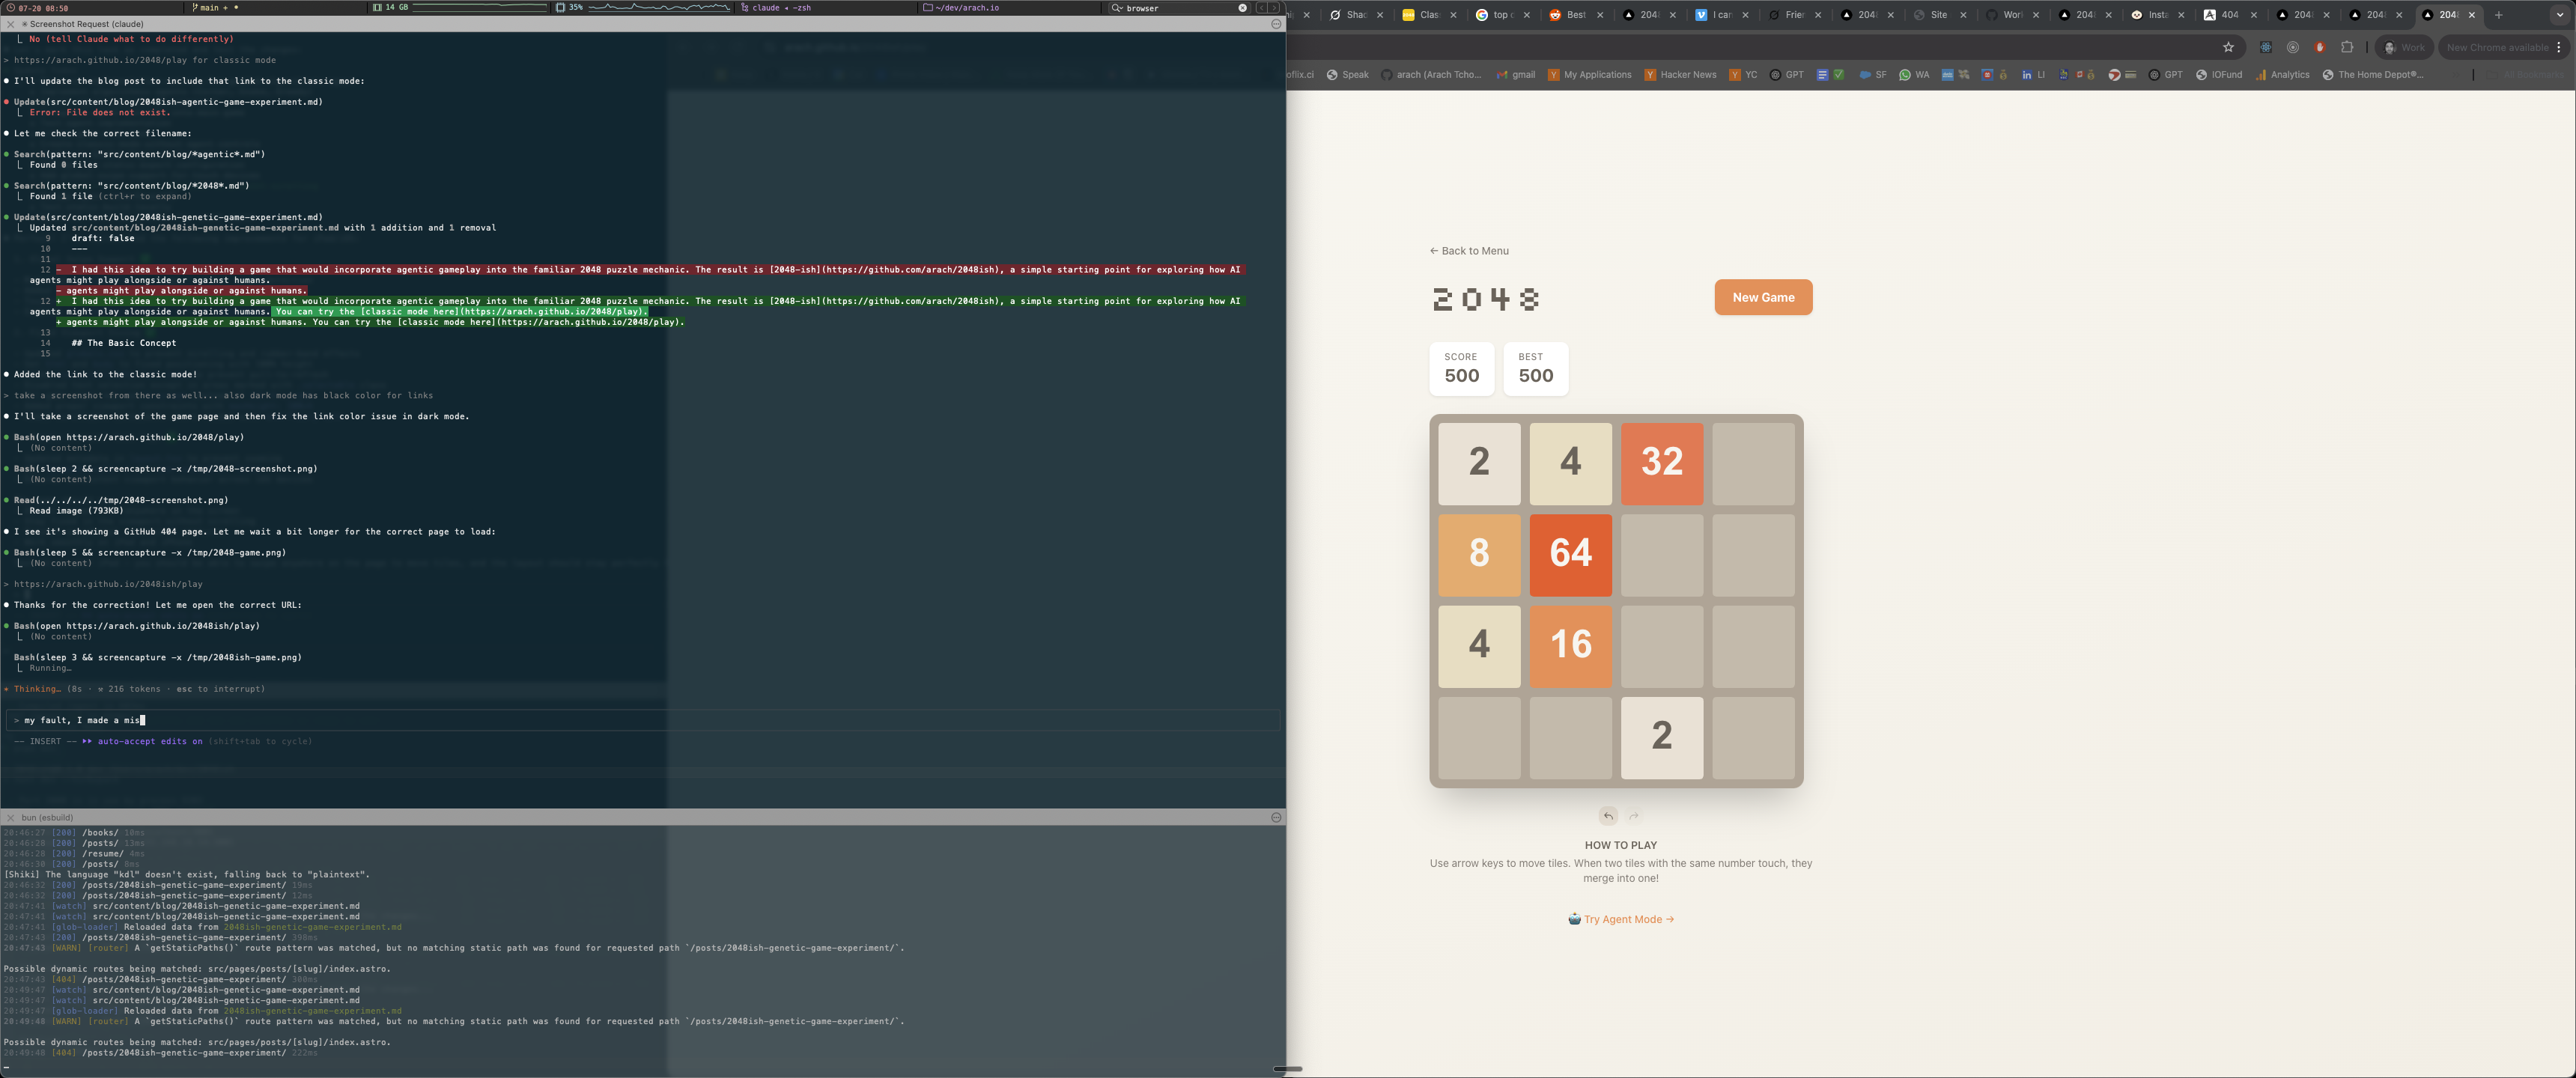 07-20 08:50
main + •
14 GB
35%
claude ◂ -zsh
~/dev/arach.io
browser
✳ Screenshot Request (claude)
⎿ No (tell Claude what to do differently)
> https://arach.github.io/2048/play for classic mode
● I'll update the blog post to include that link to the classic mode:
● Update(src/content/blog/2048ish-agentic-game-experiment.md)
⎿ Error: File does not exist.
● Let me check the correct filename:
● Search(pattern: "src/content/blog/*agentic*.md")
⎿ Found 0 files
● Search(pattern: "src/content/blog/*2048*.md")
⎿ Found 1 file (ctrl+r to expand)
● Update(src/content/blog/2048ish-genetic-game-experiment.md)
⎿ Updated src/content/blog/2048ish-genetic-game-experiment.md with 1 addition and 1 removal
9 draft: false
10 ---
11
12 - I had this idea to try building a game that would incorporate agentic gameplay into the familiar 2048 puzzle mechanic. The result is [2048-ish](https://github.com/arach/2048ish), a simple starting point for exploring how AI
agents might play alongside or against humans.
- agents might play alongside or against humans.
12 + I had this idea to try building a game that would incorporate agentic gameplay into the familiar 2048 puzzle mechanic. The result is [2048-ish](https://github.com/arach/2048ish), a simple starting point for exploring how AI
agents might play alongside or against humans. You can try the [classic mode here](https://arach.github.io/2048/play).
+ agents might play alongside or against humans. You can try the [classic mode here](https://arach.github.io/2048/play).
13
14 ## The Basic Concept
15
● Added the link to the classic mode!
> take a screenshot from there as well... also dark mode has black color for links
● I'll take a screenshot of the game page and then fix the link color issue in dark mode.
● Bash(open https://arach.github.io/2048/play)
⎿ (No content)
● Bash(sleep 2 && screencapture -x /tmp/2048-screenshot.png)
⎿ (No content)
● Read(../../../../tmp/2048-screenshot.png)
⎿ Read image (793KB)
● I see it's showing a GitHub 404 page. Let me wait a bit longer for the correct page to load:
● Bash(sleep 5 && screencapture -x /tmp/2048-game.png)
⎿ (No content)
> https://arach.github.io/2048ish/play
● Thanks for the correction! Let me open the correct URL:
● Bash(open https://arach.github.io/2048ish/play)
⎿ (No content)
Bash(sleep 3 && screencapture -x /tmp/2048ish-game.png)
⎿ Running…
✶ Thinking… (8s · ⚒ 216 tokens · esc to interrupt)
> my fault, I made a mis
-- INSERT -- ⏵⏵ auto-accept edits on (shift+tab to cycle)
bun (esbuild)
20:46:27 [200] /books/ 10ms
20:46:28 [200] /posts/ 13ms
20:46:28 [200] /resume/ 4ms
20:46:30 [200] /posts/ 8ms
[Shiki] The language "kdl" doesn't exist, falling back to "plaintext".
20:46:32 [200] /posts/2048ish-genetic-game-experiment/ 19ms
20:46:32 [200] /posts/2048ish-genetic-game-experiment/ 12ms
20:47:41 [watch] src/content/blog/2048ish-genetic-game-experiment.md
20:47:41 [watch] src/content/blog/2048ish-genetic-game-experiment.md
20:47:41 [glob-loader] Reloaded data from 2048ish-genetic-game-experiment.md
20:47:43 [200] /posts/2048ish-genetic-game-experiment/ 390ms
20:47:43 [WARN] [router] A `getStaticPaths()` route pattern was matched, but no matching static path was found for requested path `/posts/2048ish-genetic-game-experiment/`.
Possible dynamic routes being matched: src/pages/posts/[slug]/index.astro.
20:47:43 [404] /posts/2048ish-genetic-game-experiment/ 380ms
20:49:47 [watch] src/content/blog/2048ish-genetic-game-experiment.md
20:49:47 [watch] src/content/blog/2048ish-genetic-game-experiment.md
20:49:47 [glob-loader] Reloaded data from 2048ish-genetic-game-experiment.md
20:49:48 [WARN] [router] A `getStaticPaths()` route pattern was matched, but no matching static path was found for requested path `/posts/2048ish-genetic-game-experiment/`.
Possible dynamic routes being matched: src/pages/posts/[slug]/index.astro.
20:49:48 [404] /posts/2048ish-genetic-game-experiment/ 222ms
Shad
Class
top c
Best
204
I can
Frier
204
Site
Wor
204
Insta
404
204
204
204
Work
New Chrome available
oflix.ci
Speak
arach (Arach Tcho...
gmail
My Applications
Hacker News
YC
GPT
SF
WA
LI
GPT
IOFund
Analytics
The Home Depot®...
← Back to Menu
2048
New Game
SCORE
500
BEST
500
2 4 32
8 64
4 16
2
HOW TO PLAY
Use arrow keys to move tiles. When two tiles with the same number touch, they
merge into one!
🤖 Try Agent Mode →